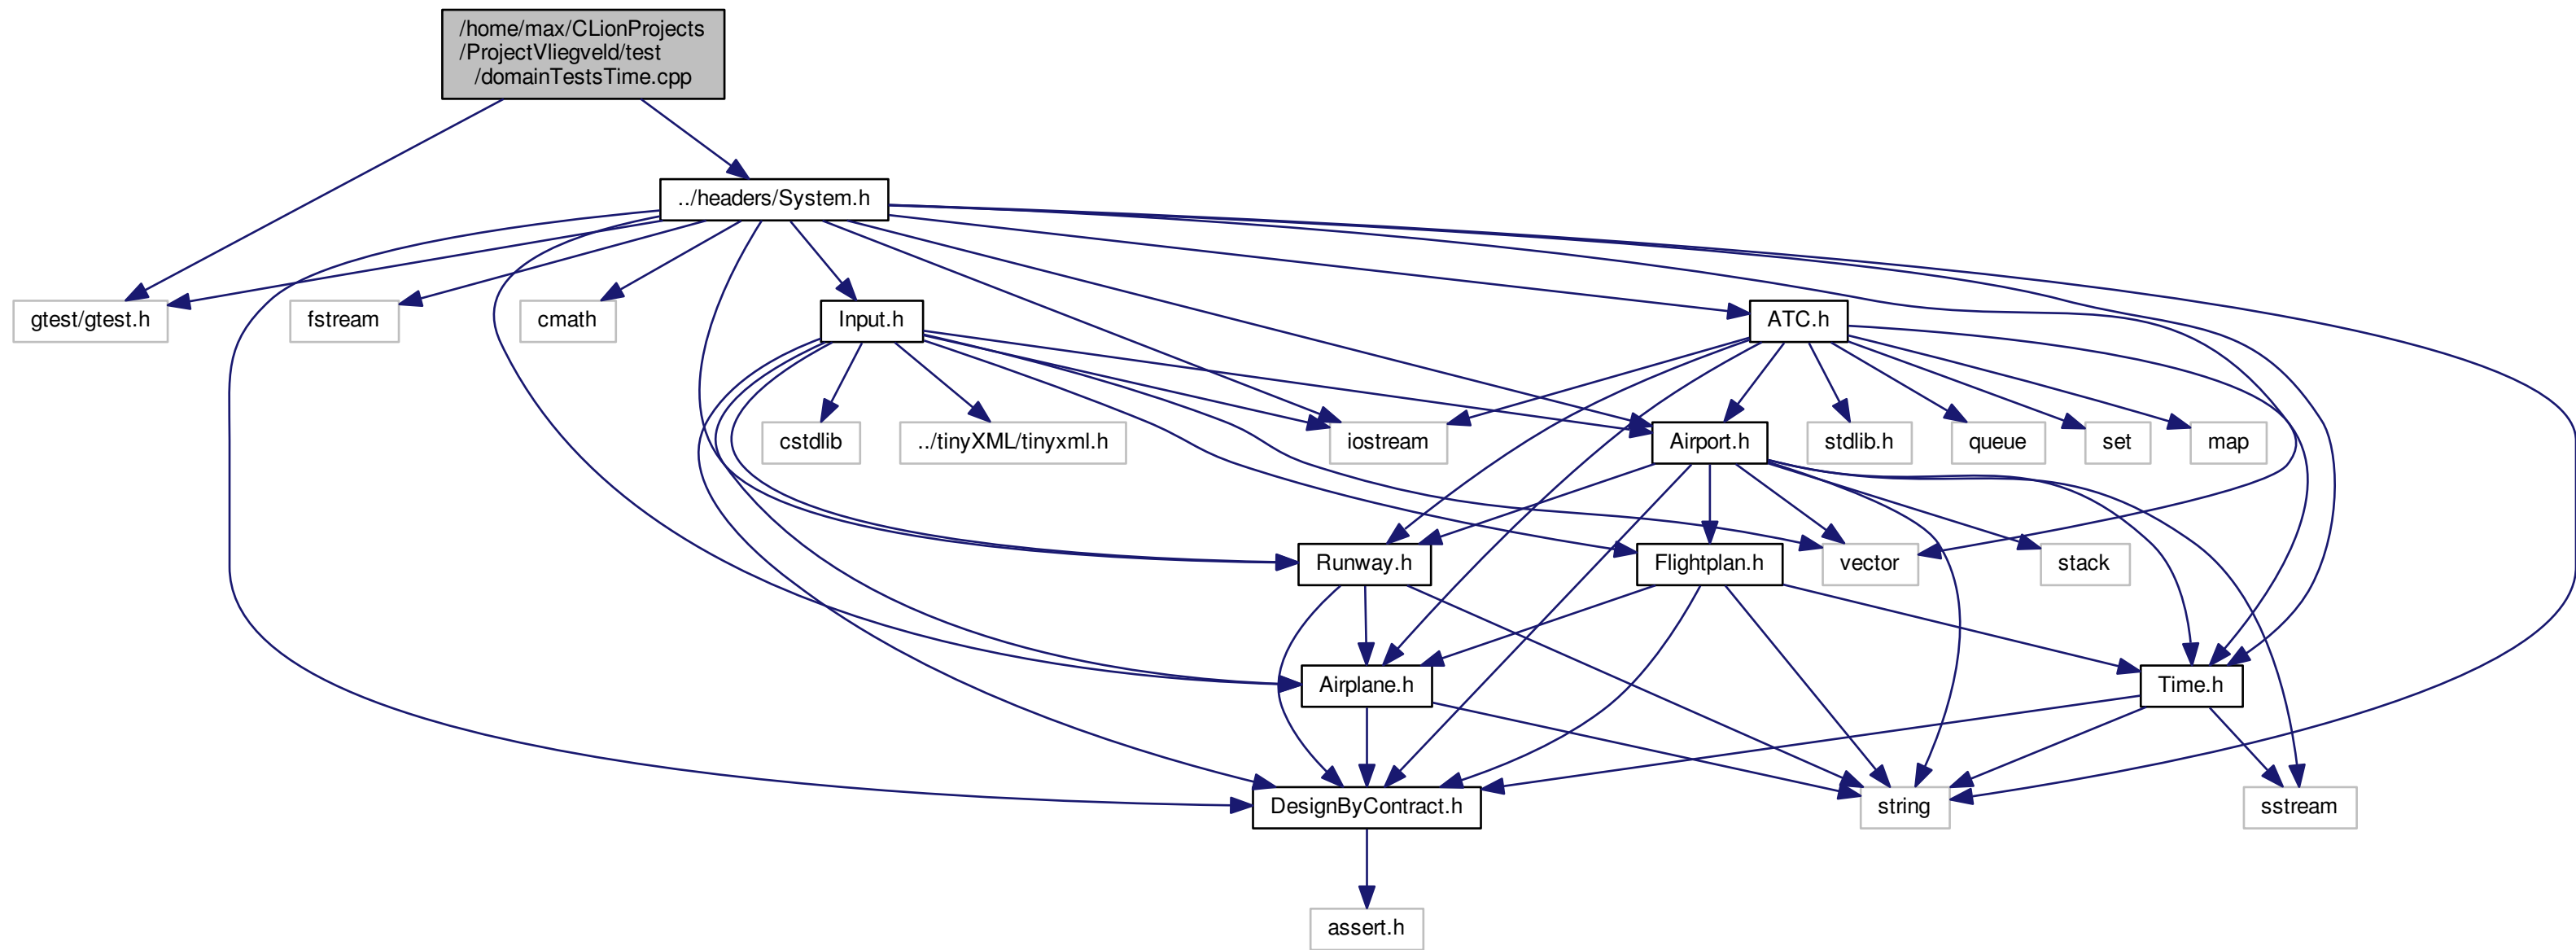 /home/max/CLionProjects
/ProjectVliegveld/test
/domainTestsTime.cpp
../headers/System.h
gtest/gtest.h
fstream
cmath
Input.h
ATC.h
cstdlib
../tinyXML/tinyxml.h
iostream
Airport.h
stdlib.h
queue
set
map
Runway.h
Flightplan.h
vector
stack
Airplane.h
Time.h
DesignByContract.h
string
sstream
assert.h